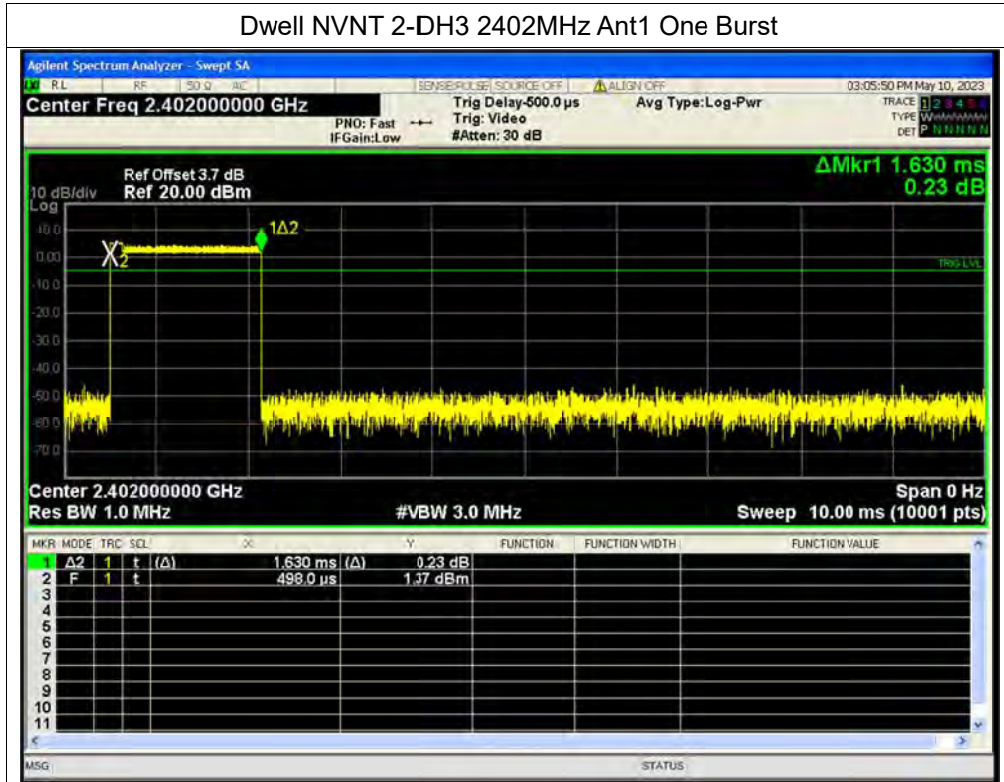 Dwell NVNT 2-DH3 2402MHz Ant1 One Burst
Agilent Spectrum Analyzer - Swept SA
RL RF 50 Ω AC SENSE:PULSE SOURCE OFF ALIGN OFF 03:05:50 PM May 10, 2023
Center Freq 2.402000000 GHz Trig Delay-500.0 µs Avg Type:Log-Pwr TRACE 1 2 3 4 5 6
PNO: Fast Trig: Video TYPE W
IFGain:Low #Atten: 30 dB DET P N N N N N
ΔMkr1 1.630 ms
0.23 dB
Ref Offset 3.7 dB
10 dB/div Ref 20.00 dBm
Log
10.0
0.00
-10.0
-20.0
-30.0
-40.0
-50.0
-60.0
-70.0
1Δ2
2
TRIG LVL
Center 2.402000000 GHz Span 0 Hz
Res BW 1.0 MHz #VBW 3.0 MHz Sweep 10.00 ms (10001 pts)
MKR MODE TRC SCL X Y FUNCTION FUNCTION WIDTH FUNCTION VALUE
1 Δ2 1 t (Δ) 1.630 ms (Δ) 0.23 dB
2 F 1 t 498.0 µs 1.37 dBm
3
4
5
6
7
8
9
10
11
MSG STATUS